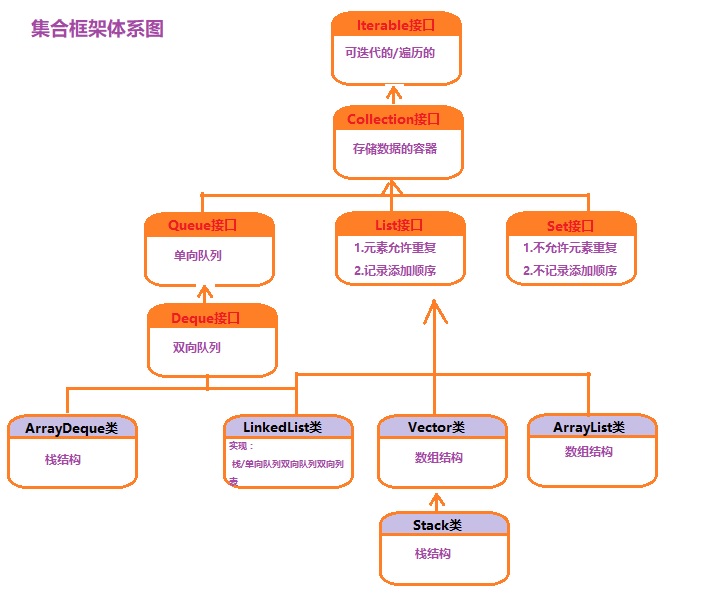 集合框架体系图
Iterable接口
可迭代的/遍历的
Collection接口
存储数据的容器
Queue接口
单向队列
List接口
1.元素允许重复
2.记录添加顺序
Set接口
1.不允许元素重复
2.不记录添加顺序
Deque接口
双向队列
ArrayDeque类
栈结构
LinkedList类
实现：
栈/单向队列双向队列双向列
表
Vector类
数组结构
ArrayList类
数组结构
Stack类
栈结构